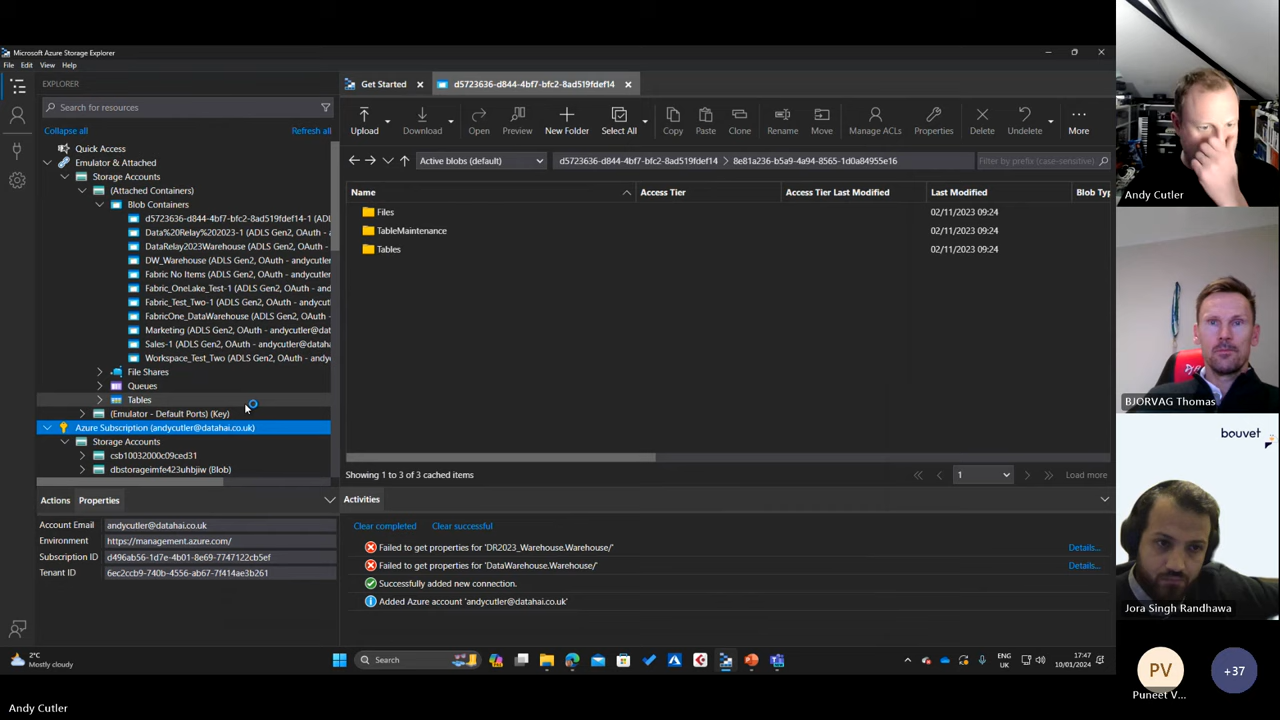 Microsoft Azure Storage Explorer
File Edit View Help
EXPLORER
Search for resources
Collapse all
Refresh all
Quick Access
Emulator & Attached
Storage Accounts
(Attached Containers)
Blob Containers
d5723636-d844-4bf7-bfc2-8ad519fdef14-1 (ADL
Data%20Relay%202023-1 (ADLS Gen2, OAuth -
DataRelay2023Warehouse (ADLS Gen2, OAuth
DW_Warehouse (ADLS Gen2, OAuth - andycutler
Fabric No Items (ADLS Gen2, OAuth - andycutler
Fabric_OneLake_Test-1 (ADLS Gen2, OAuth -
Fabric_Test_Two-1 (ADLS Gen2, OAuth - andycutl
FabricOne_DataWarehouse (ADLS Gen2, OAuth
Marketing (ADLS Gen2, OAuth - andycutler@dat
Sales-1 (ADLS Gen2, OAuth - andycutler@dataha
Workspace_Test_Two (ADLS Gen2, OAuth - andy
File Shares
Queues
Tables
(Emulator - Default Ports) (Key)
Azure Subscription (andycutler@datahai.co.uk)
Storage Accounts
csb10032000c09ced31
dbstorageimfe423uhbjiw (Blob)
Actions Properties
Account Email andycutler@datahai.co.uk
Environment https://management.azure.com/
Subscription ID d496ab56-1d7e-4b01-8e69-7747122cb5ef
Tenant ID 6ec2ccb9-740b-4556-ab67-7f414ae3b261
Get Started
d5723636-d844-4bf7-bfc2-8ad519fdef14
Upload Download Open Preview New Folder Select All Copy Paste Clone Rename Move Manage ACLs Properties Delete Undelete More
Active blobs (default)
d5723636-d844-4bf7-bfc2-8ad519fdef14 8e81a236-b5a9-4a94-8565-1d0a84955e16
Filter by prefix (case-sensitive)
Name Access Tier Access Tier Last Modified Last Modified Blob Typ
Files 02/11/2023 09:24
TableMaintenance 02/11/2023 09:24
Tables 02/11/2023 09:24
Showing 1 to 3 of 3 cached items
1
Load more
Activities
Clear completed Clear successful
Failed to get properties for 'DR2023_Warehouse.Warehouse/' Details...
Failed to get properties for 'DataWarehouse.Warehouse/' Details...
Successfully added new connection.
Added Azure account 'andycutler@datahai.co.uk'
2°C
Mostly cloudy
Search
ENG
UK
17:47
10/01/2024
Andy Cutler
Andy Cutler
BJORVAG Thomas
bouvet
Jora Singh Randhawa
PV
Puneet V...
+37